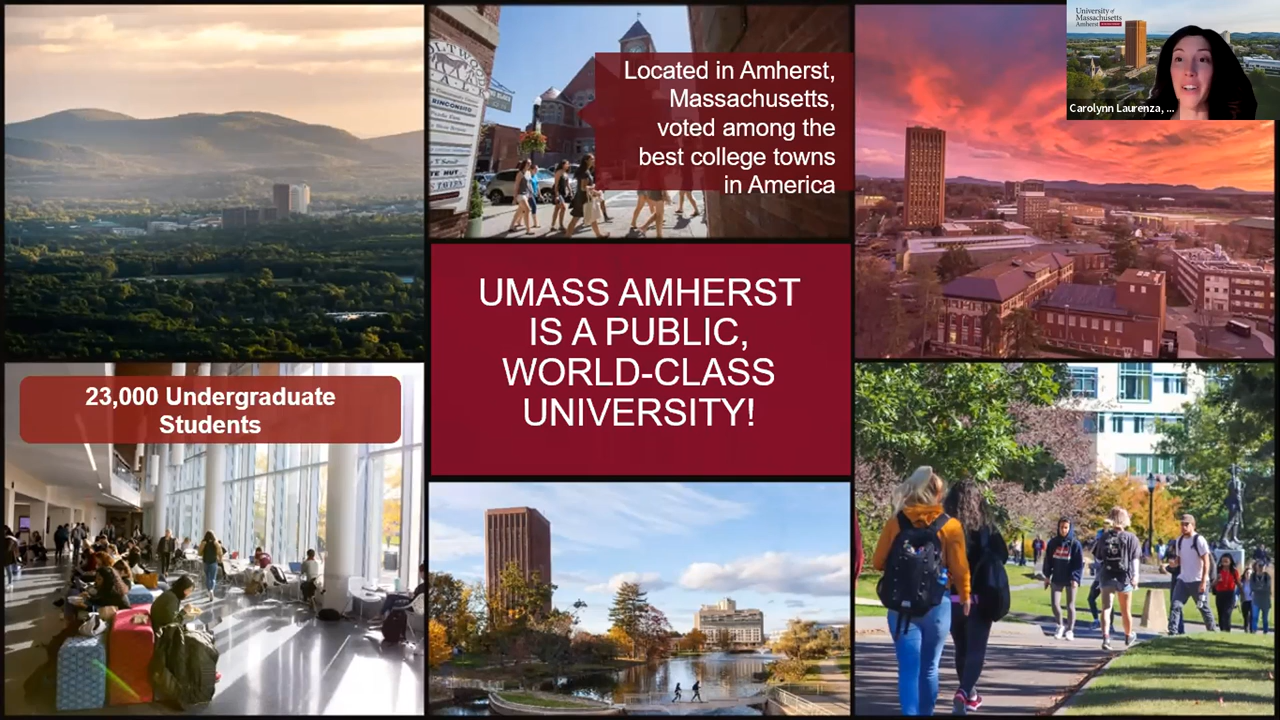 University of
Massachusetts
Amherst
Carolynn Laurenza, ...
Located in Amherst,
Massachusetts,
voted among the
best college towns
in America
UMASS AMHERST
IS A PUBLIC,
WORLD-CLASS
UNIVERSITY!
23,000 Undergraduate
Students